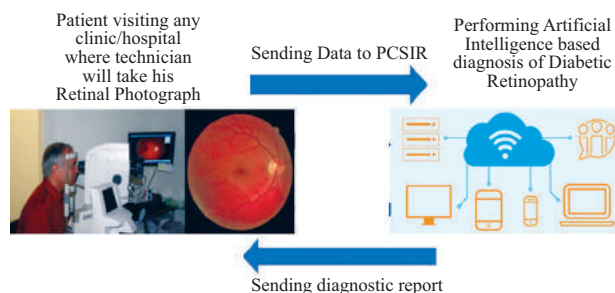 Patient visiting any
clinic/hospital
where technician
will take his
Retinal Photograph
Sending Data to PCSIR
Performing Artificial
Intelligence based
diagnosis of Diabetic
Retinopathy
Sending diagnostic report